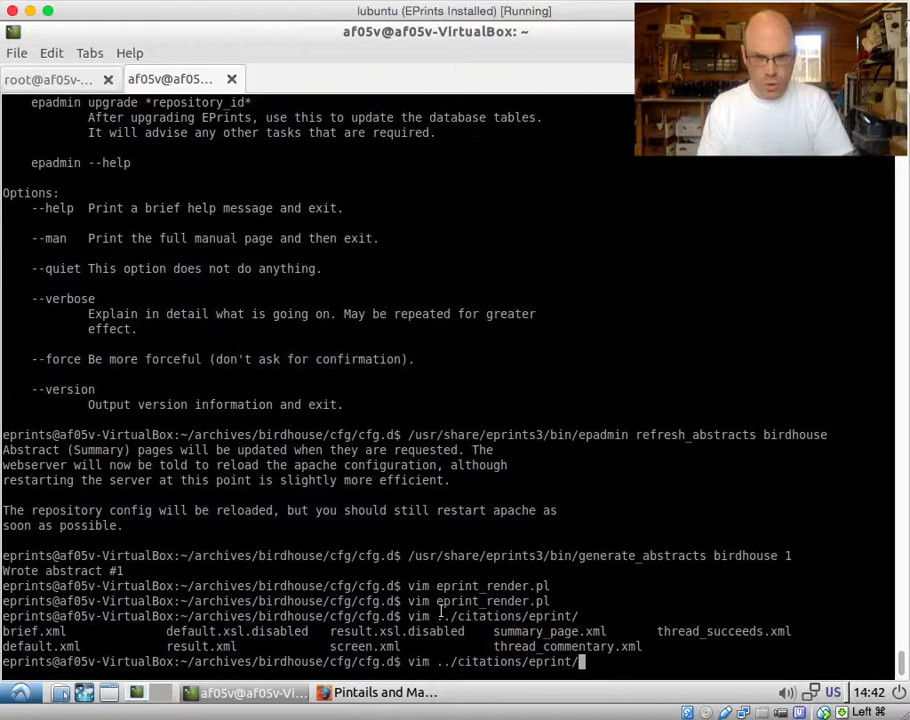 lubuntu (EPrints Installed) [Running]
af05v@af05v-VirtualBox: ~
File Edit Tabs Help
root@af05v-... af05v@af05...
epadmin upgrade *repository_id*
After upgrading EPrints, use this to update the database tables.
It will advise any other tasks that are required.
epadmin --help
Options:
--help Print a brief help message and exit.
--man Print the full manual page and then exit.
--quiet This option does not do anything.
--verbose
Explain in detail what is going on. May be repeated for greater
effect.
--force Be more forceful (don't ask for confirmation).
--version
Output version information and exit.
eprints@af05v-VirtualBox:~/archives/birdhouse/cfg/cfg.d$ /usr/share/eprints3/bin/epadmin refresh_abstracts birdhouse
Abstract (Summary) pages will be updated when they are requested. The
webserver will now be told to reload the apache configuration, although
restarting the server at this point is slightly more efficient.
The repository config will be reloaded, but you should still restart apache as
soon as possible.
eprints@af05v-VirtualBox:~/archives/birdhouse/cfg/cfg.d$ /usr/share/eprints3/bin/generate_abstracts birdhouse 1
Wrote abstract #1
eprints@af05v-VirtualBox:~/archives/birdhouse/cfg/cfg.d$ vim eprint_render.pl
eprints@af05v-VirtualBox:~/archives/birdhouse/cfg/cfg.d$ vim eprint_render.pl
eprints@af05v-VirtualBox:~/archives/birdhouse/cfg/cfg.d$ vim ../citations/eprint/
brief.xml default.xsl.disabled result.xsl.disabled summary_page.xml thread_succeeds.xml
default.xml result.xml screen.xml thread_commentary.xml
eprints@af05v-VirtualBox:~/archives/birdhouse/cfg/cfg.d$ vim ../citations/eprint/
af05v@af05v-Vi... Pintails and Ma... US 14:42
Left ⌘